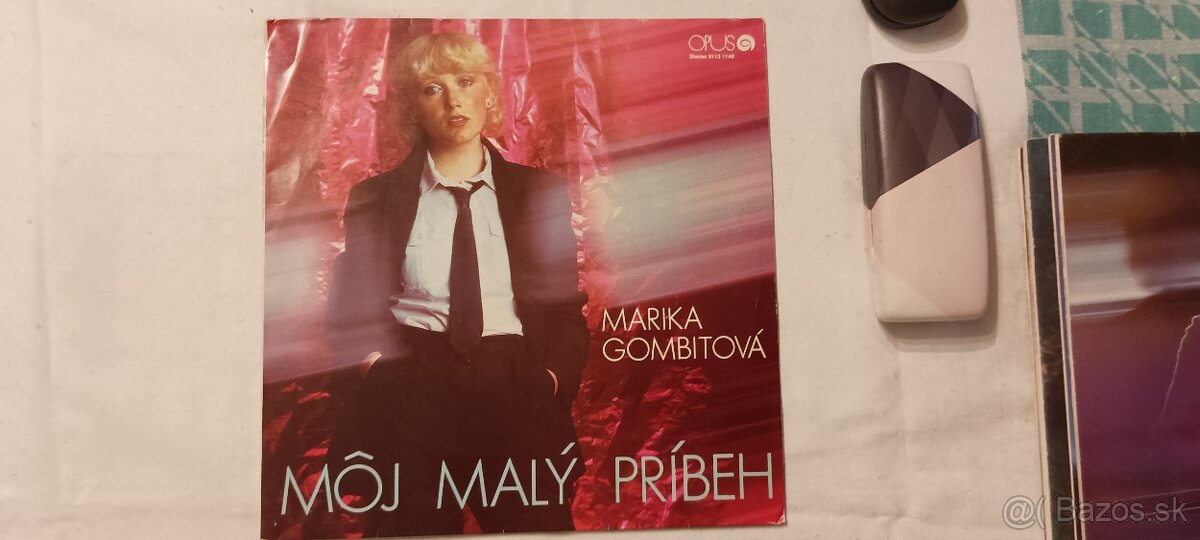 OPUS
Stereo 9113 1149
MARIKA
GOMBITOVÁ
MÔJ MALÝ PRÍBEH
@( Bazos.sk